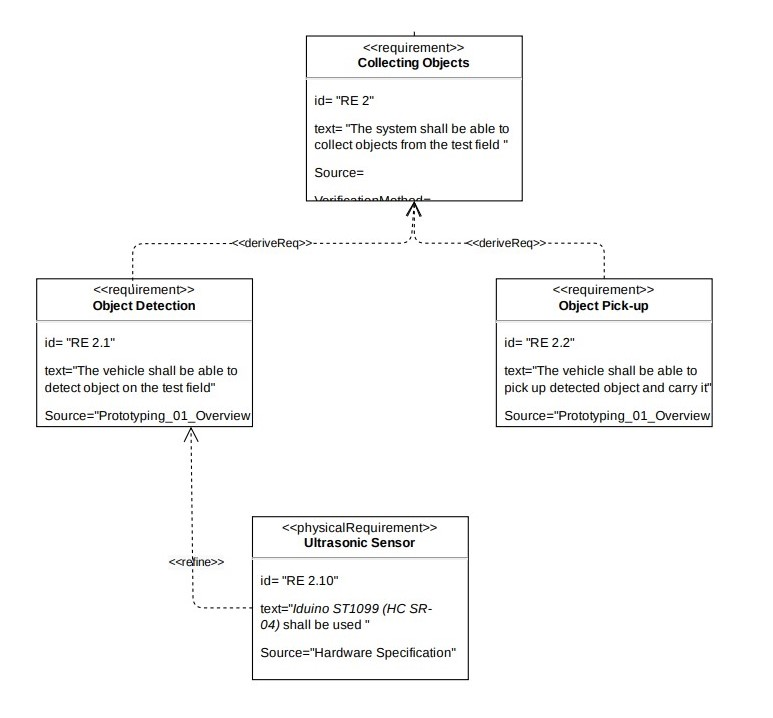 <<requirement>>
Collecting Objects
id= "RE 2"
text= "The system shall be able to
collect objects from the test field "
Source=
VerificationMethod=
<<deriveReq>>
<<deriveReq>>
<<requirement>>
Object Detection
id= "RE 2.1"
text="The vehicle shall be able to
detect object on the test field"
Source="Prototyping_01_Overview
<<requirement>>
Object Pick-up
id= "RE 2.2"
text="The vehicle shall be able to
pick up detected object and carry it"
Source="Prototyping_01_Overview
<<refine>>
<<physicalRequirement>>
Ultrasonic Sensor
id= "RE 2.10"
text="Iduino ST1099 (HC SR-
04) shall be used "
Source="Hardware Specification"